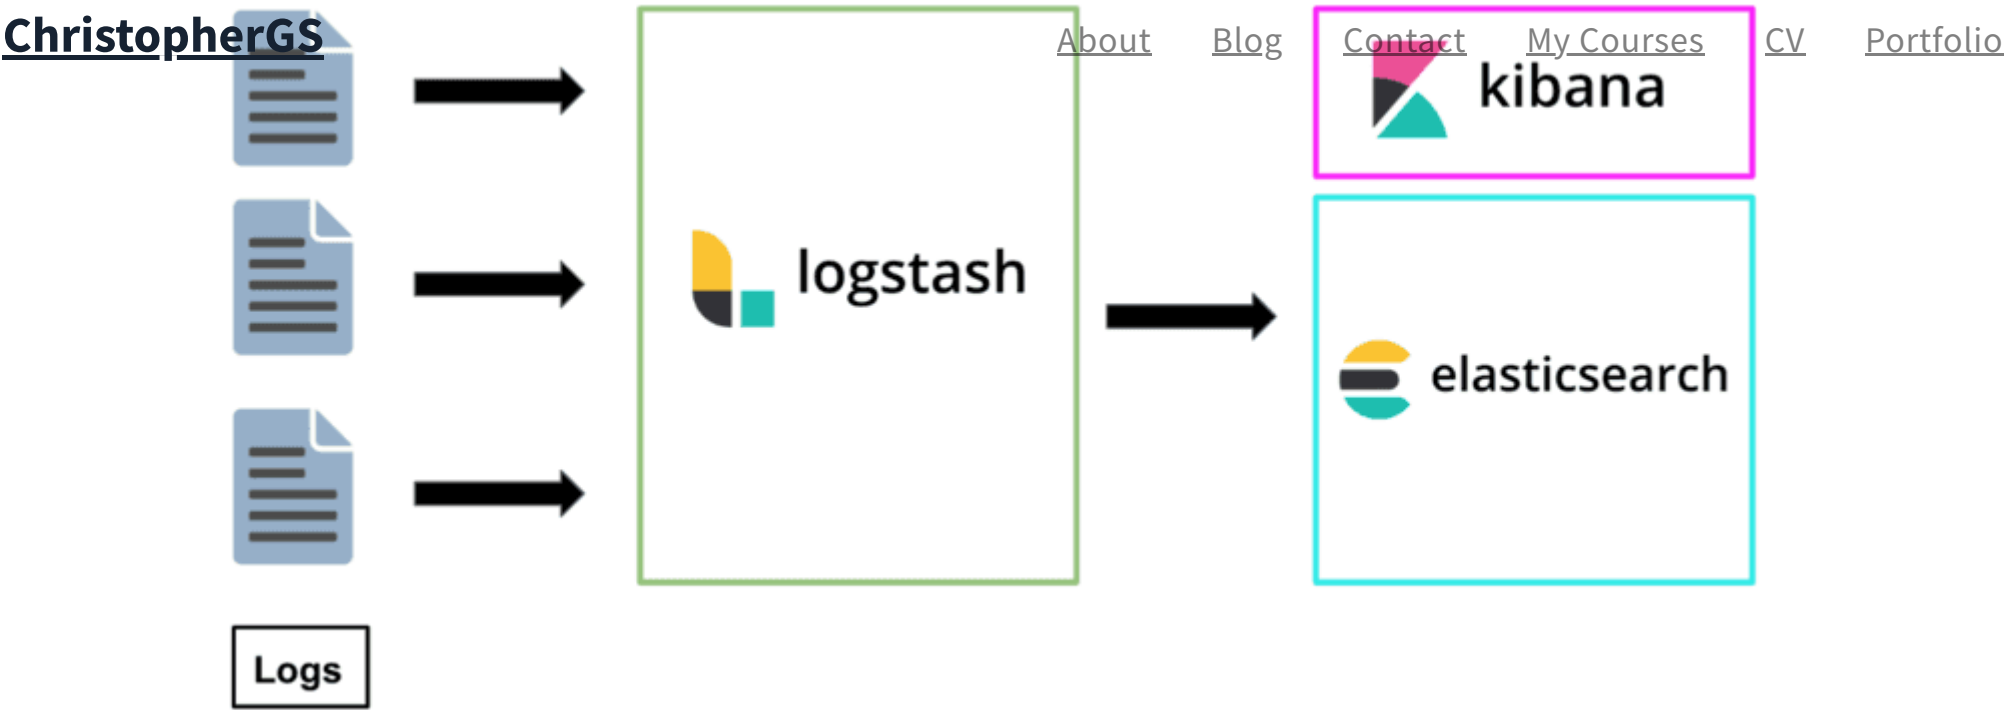 ChristopherGS
About Blog Contact My Courses CV Portfolio
kibana
logstash
elasticsearch
Logs